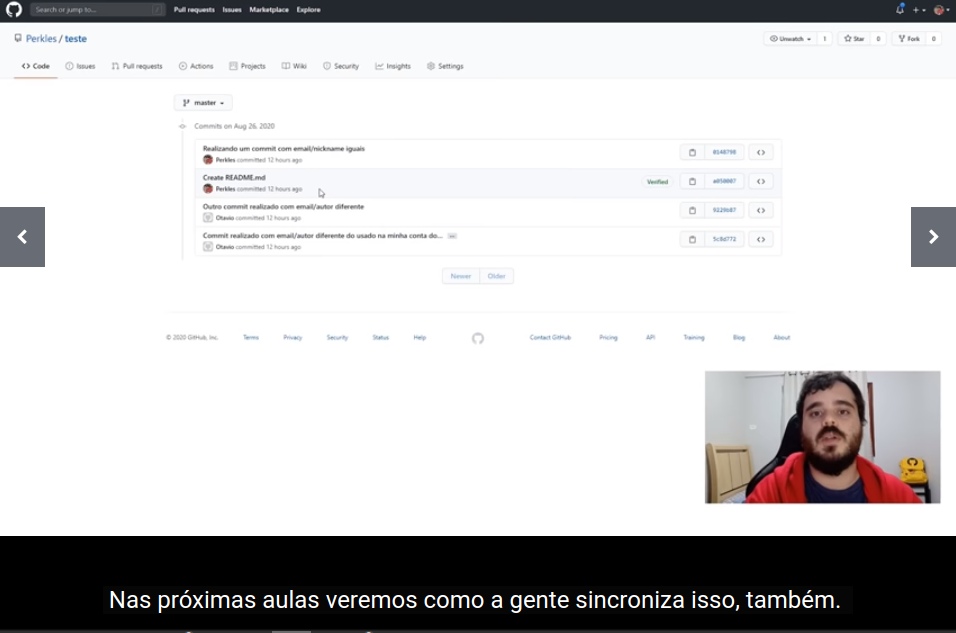 Search or jump to...
/
Pull requests Issues Marketplace Explore
Perkles / teste
Unwatch 1 Star 0 Fork 0
Code Issues Pull requests Actions Projects Wiki Security Insights Settings
master
Commits on Aug 26, 2020
Realizando um commit com email/nickname iguais
Perkles committed 12 hours ago
Create README.md
Perkles committed 12 hours ago
Verified
Outro commit realizado com email/autor diferente
Otavio committed 12 hours ago
Commit realizado com email/autor diferente do usado na minha conta do...
Otavio committed 12 hours ago
5c8d772
Newer Older
© 2020 GitHub, Inc. Terms Privacy Security Status Help Contact GitHub Pricing API Training Blog About
Nas próximas aulas veremos como a gente sincroniza isso, também.